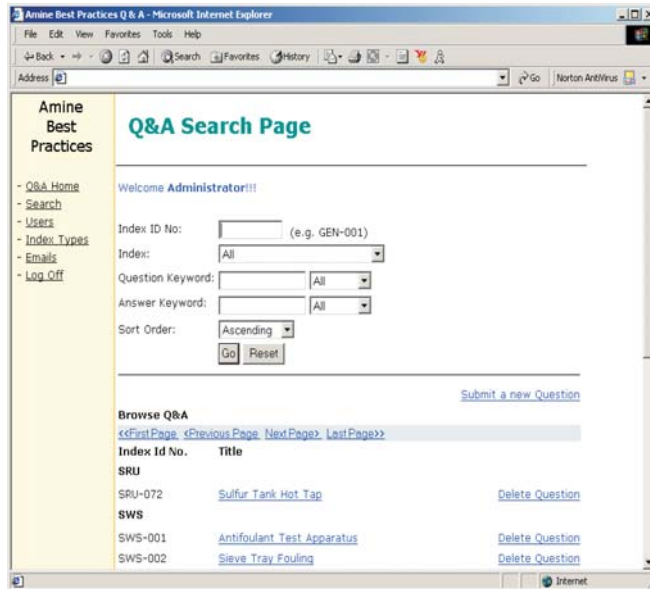 Amine Best Practices Q & A - Microsoft Internet Explorer
File Edit View Favorites Tools Help
Back Search Favorites History
Address Go Norton AntiVirus
Amine
Best
Practices
- Q&A Home
- Search
- Users
- Index Types
- Emails
- Log Off
Q&A Search Page
Welcome Administrator!!!
Index ID No: (e.g. GEN-001)
Index: All
Question Keyword: All
Answer Keyword: All
Sort Order: Ascending
Go Reset
Submit a new Question
Browse Q&A
<<First Page <Previous Page Next Page> Last Page>>
Index Id No. Title
SRU
SRU-072 Sulfur Tank Hot Tap Delete Question
SWS
SWS-001 Antifoulant Test Apparatus Delete Question
SWS-002 Sieve Tray Fouling Delete Question
Internet